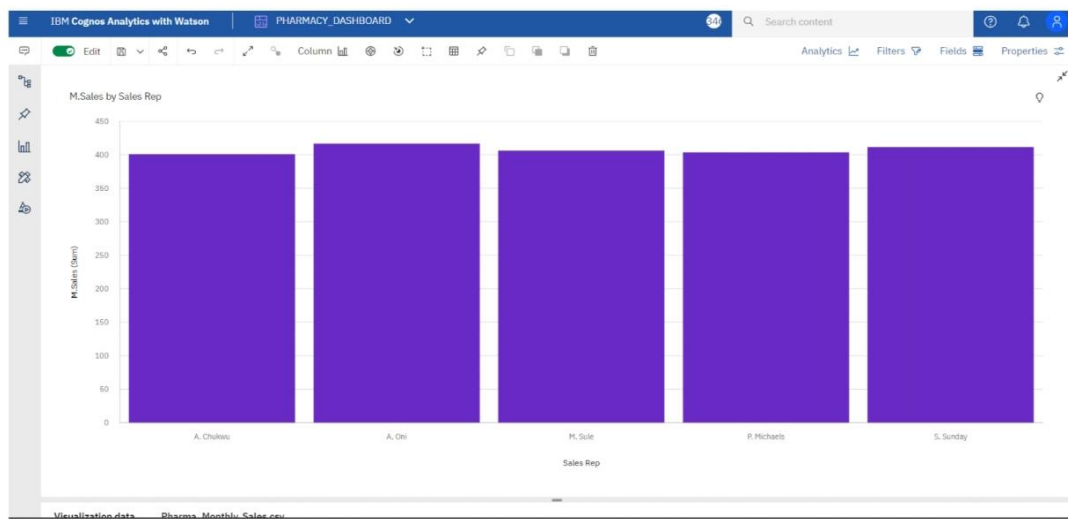 IBM Cognos Analytics with Watson PHARMACY_DASHBOARD Search content
Edit Column Analytics Filters Fields Properties
M.Sales by Sales Rep
450
400
350
300
250
200
150
100
50
0
M.Sales (Sum)
A. Chukwu A. Oni M. Sule P. Michaels S. Sunday
Sales Rep
Visualization data Pharma_Monthly_Sales.csv